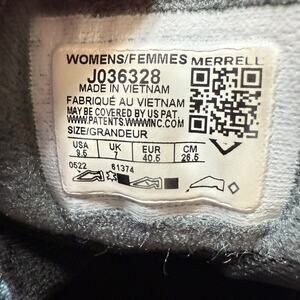 WOMENS/FEMMES
MERRELL
J036328
MADE IN VIETNAM
FABRIQUÉ AU VIETNAM
MAY BE COVERED BY US PAT.
WWW.PATENTS.WWWINC.COM
SIZE/GRANDEUR
USA UK EUR CM
9.5 7 40.5 26.5
0522 61374